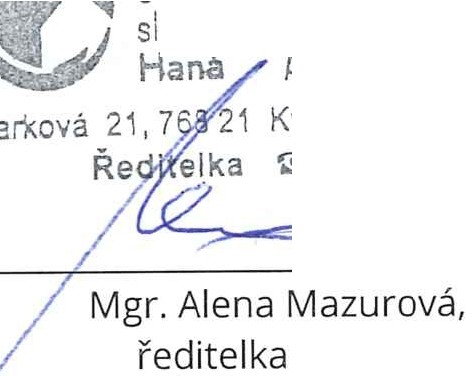 sl
Hana
arková 21, 768 21 K
Ředitelka ☎
Mgr. Alena Mazurová,
ředitelka